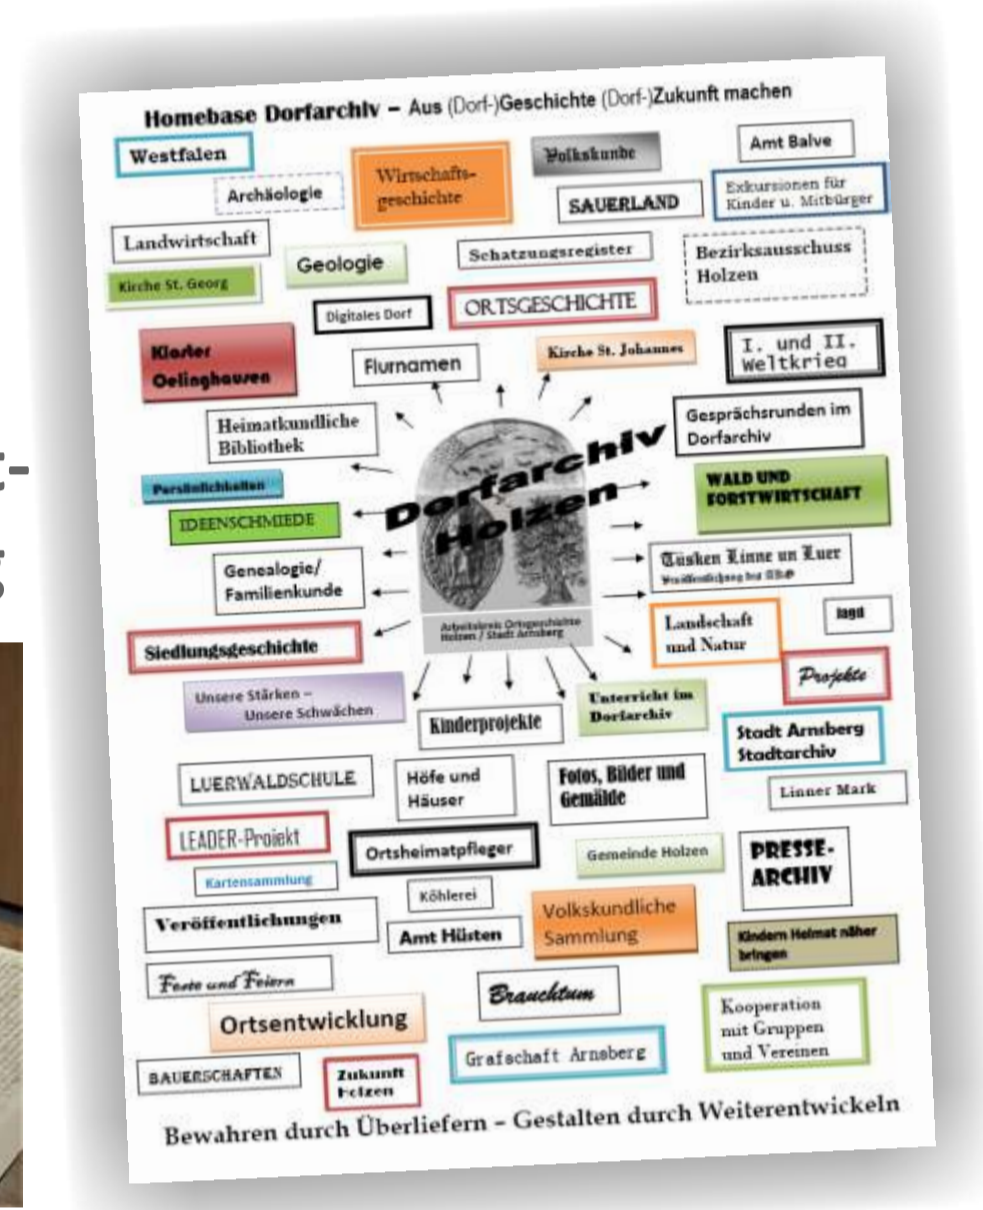 Homebase Dorfarchiv – Aus (Dorf-)Geschichte (Dorf-)Zukunft machen
Westfalen
Archäologie
Wirtschafts-
geschichte
Volkskunde
Amt Balve
SAUERLAND
Exkursionen für
Kinder u. Mitbürger
Landwirtschaft
Geologie
Schatzungsregister
Bezirksausschuss
Holzen
Kirche St. Georg
Digitales Dorf
ORTSGESCHICHTE
Kloster
Oelinghausen
Flurnamen
Kirche St. Johannes
I. und II.
Weltkrieg
Heimatkundliche
Bibliothek
Gesprächsrunden im
Dorfarchiv
Dorfarchiv
Holzen
Persönlichkeiten
IDEENSCHMIEDE
WALD UND
FORSTWIRTSCHAFT
Genealogie/
Familienkunde
Tüsken Linne un Luer
Veröffentlichung des
Arbeitskreis Ortsgeschichte
Holzen / Stadt Arnsberg
Landschaft
und Natur
Jagd
Siedlungsgeschichte
Projekte
Unsere Stärken –
Unsere Schwächen
Kinderprojekte
Unterricht im
Dorfarchiv
Stadt Arnsberg
Stadtarchiv
LUERWALDSCHULE
Höfe und
Häuser
Fotos, Bilder und
Gemälde
Linner Mark
LEADER-Projekt
Ortsheimatpfleger
Gemeinde Holzen
PRESSE-
ARCHIV
Kartensammlung
Köhlerei
Veröffentlichungen
Amt Hüsten
Volkskundliche
Sammlung
Kindern Heimat näher
bringen
Feste und Feiern
Brauchtum
Kooperation
mit Gruppen
und Vereinen
Ortsentwicklung
Grafschaft Arnsberg
BAUERSCHAFTEN
Zukunft
Holzen
Bewahren durch Überliefern – Gestalten durch Weiterentwickeln